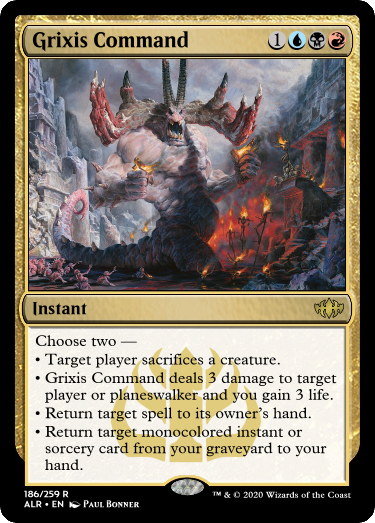 Grixis Command 1
Instant
Choose two —
• Target player sacrifices a creature.
• Grixis Command deals 3 damage to target
player or planeswalker and you gain 3 life.
• Return target spell to its owner's hand.
• Return target monocolored instant or
sorcery card from your graveyard to your
hand.
186/259 R
ALR • EN Paul Bonner
™ & © 2020 Wizards of the Coast